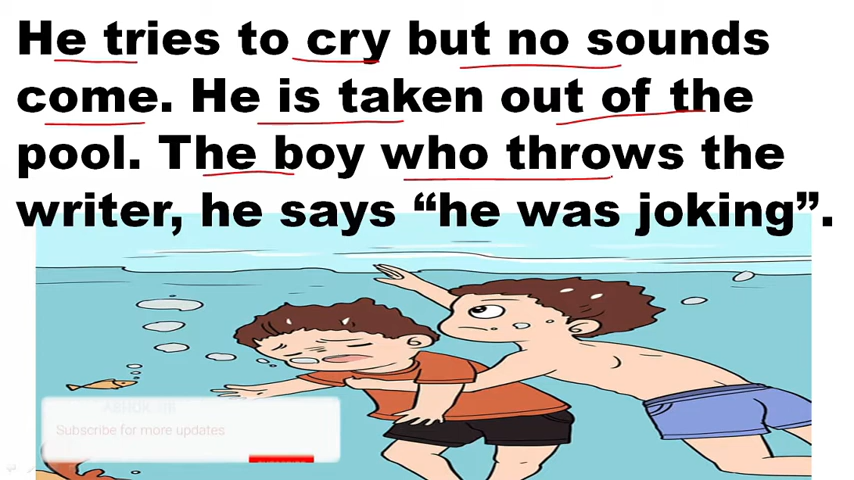 He tries to cry but no sounds
come. He is taken out of the
pool. The boy who throws the
writer, he says “he was joking”.
Subscribe for more updates